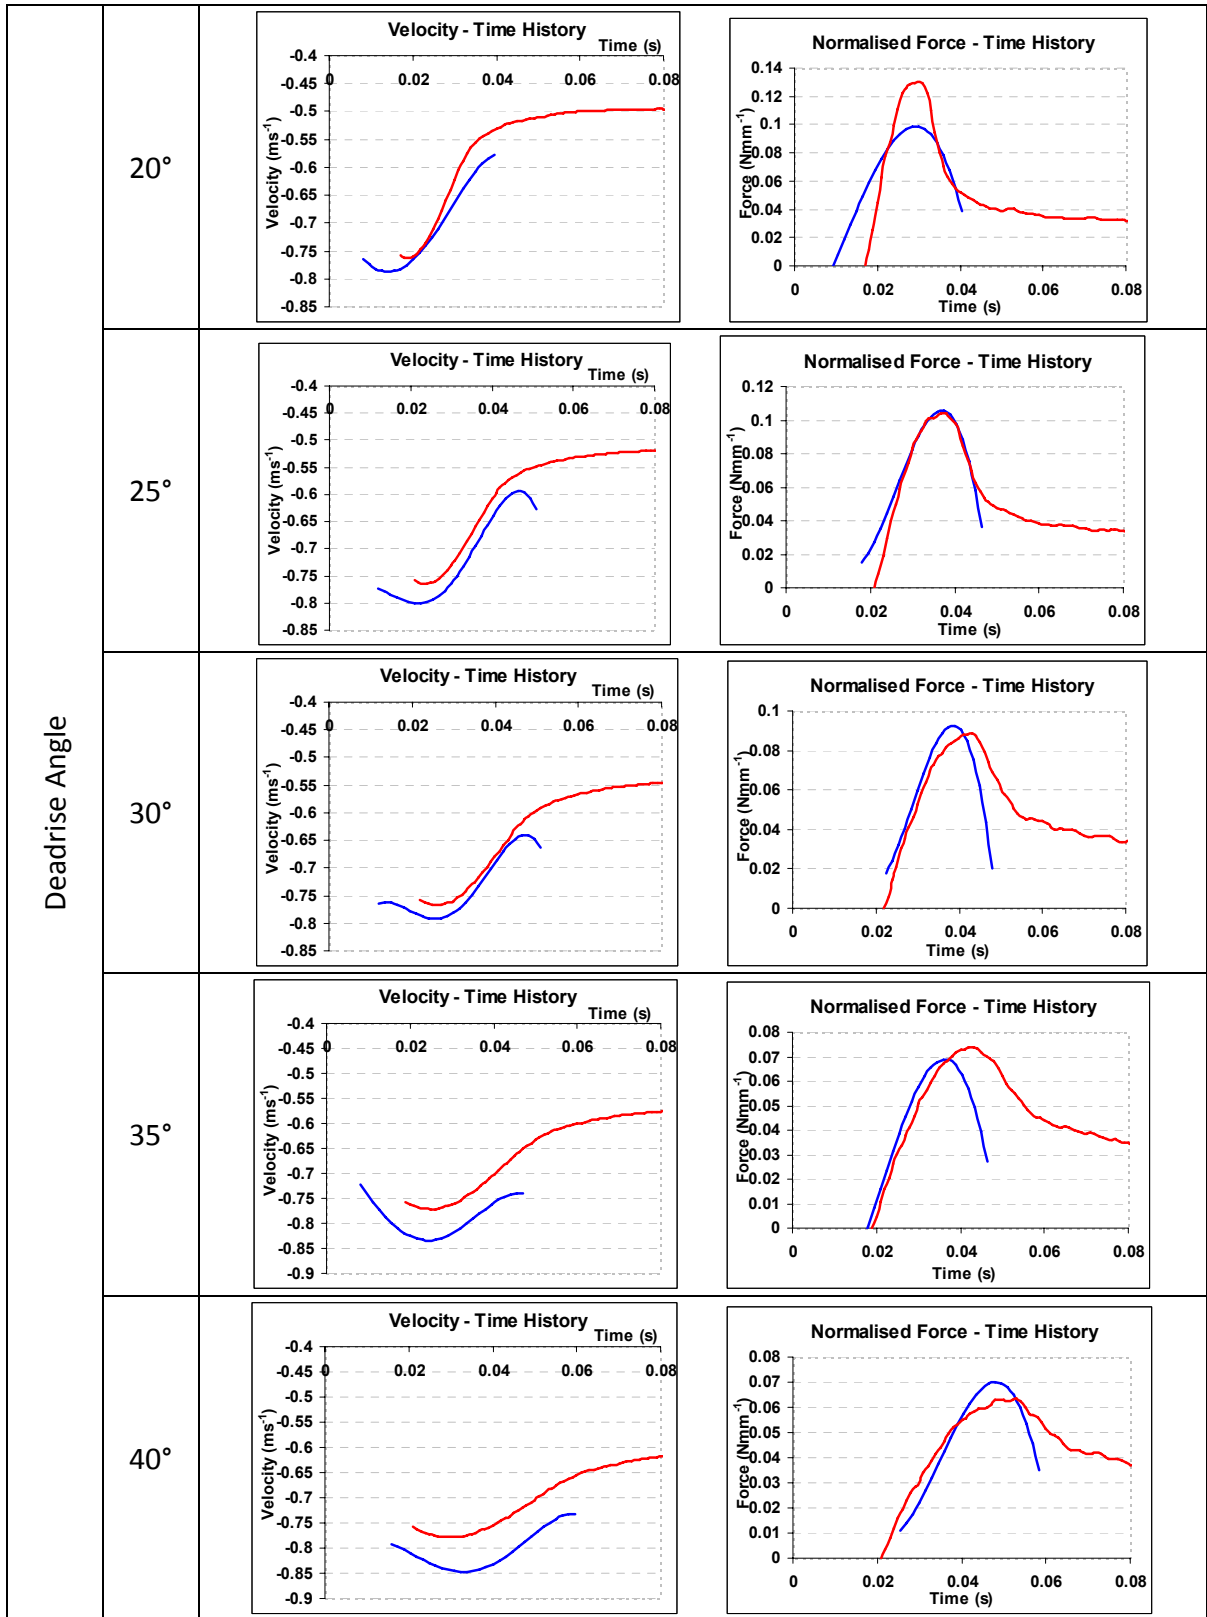 Deadrise Angle
20°
Velocity - Time History
Time (s)
Velocity (ms-1)
-0.4
-0.45
-0.5
-0.55
-0.6
-0.65
-0.7
-0.75
-0.8
-0.85
0 0.02 0.04 0.06 0.08
Normalised Force - Time History
Force (Nmm-1)
0.14
0.12
0.1
0.08
0.06
0.04
0.02
0
0 0.02 0.04 0.06 0.08
Time (s)
25°
Velocity - Time History
Time (s)
Velocity (ms-1)
-0.4
-0.45
-0.5
-0.55
-0.6
-0.65
-0.7
-0.75
-0.8
-0.85
0 0.02 0.04 0.06 0.08
Normalised Force - Time History
Force (Nmm-1)
0.12
0.1
0.08
0.06
0.04
0.02
0
0 0.02 0.04 0.06 0.08
Time (s)
30°
Velocity - Time History
Time (s)
Velocity (ms-1)
-0.4
-0.45
-0.5
-0.55
-0.6
-0.65
-0.7
-0.75
-0.8
-0.85
0 0.02 0.04 0.06 0.08
Normalised Force - Time History
Force (Nmm-1)
0.1
0.08
0.06
0.04
0.02
0
0 0.02 0.04 0.06 0.08
Time (s)
35°
Velocity - Time History
Time (s)
Velocity (ms-1)
-0.4
-0.45
-0.5
-0.55
-0.6
-0.65
-0.7
-0.75
-0.8
-0.85
-0.9
0 0.02 0.04 0.06 0.08
Normalised Force - Time History
Force (Nmm-1)
0.08
0.07
0.06
0.05
0.04
0.03
0.02
0.01
0
0 0.02 0.04 0.06 0.08
Time (s)
40°
Velocity - Time History
Time (s)
Velocity (ms-1)
-0.4
-0.45
-0.5
-0.55
-0.6
-0.65
-0.7
-0.75
-0.8
-0.85
-0.9
0 0.02 0.04 0.06 0.08
Normalised Force - Time History
Force (Nmm-1)
0.08
0.07
0.06
0.05
0.04
0.03
0.02
0.01
0
0 0.02 0.04 0.06 0.08
Time (s)